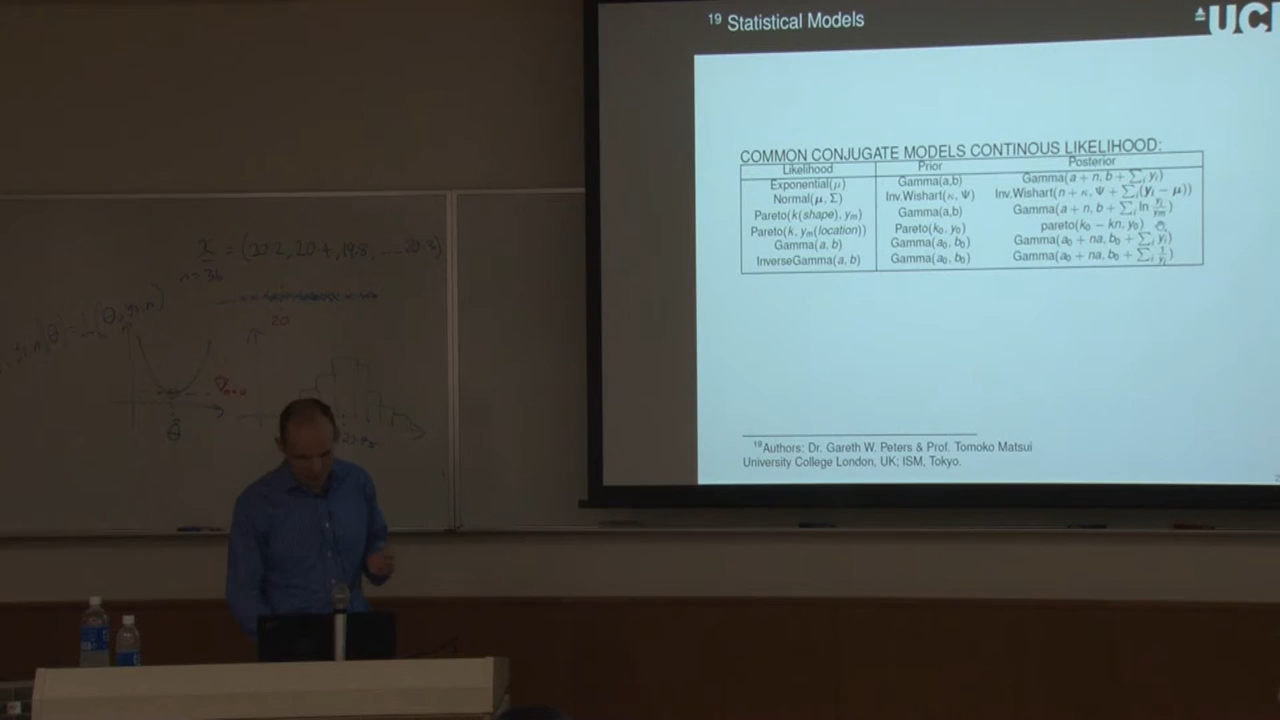 19 Statistical Models
UCL
COMMON CONJUGATE MODELS CONTINOUS LIKELIHOOD:
Likelihood Prior Posterior
Exponential(μ) Gamma(a,b) Gamma(a + n, b + ∑i yi)
Normal(μ, Σ) Inv.Wishart(κ, Ψ) Inv.Wishart(n + κ, Ψ + ∑i(yi − μ))
Pareto(k(shape), ym) Gamma(a,b) Gamma(a + n, b + ∑i ln yi/ym)
Pareto(k, ym(location)) Pareto(k0, y0) pareto(k0 − kn, y0)
Gamma(a, b) Gamma(a0, b0) Gamma(a0 + na, b0 + ∑i yi)
InverseGamma(a, b) Gamma(a0, b0) Gamma(a0 + na, b0 + ∑i 1/yi)
19Authors: Dr. Gareth W. Peters & Prof. Tomoko Matsui
University College London, UK; ISM, Tokyo.
x = (20.2, 20.4, 19.8, ....20.3)
n=36
20
θ̂